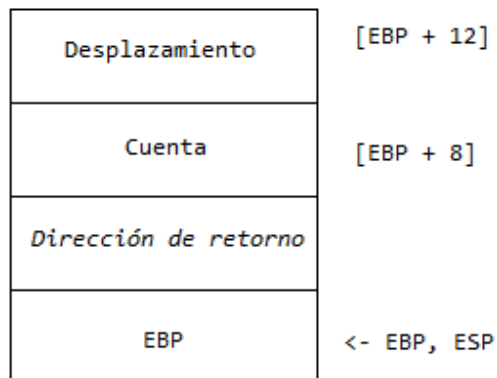 Desplazamiento [EBP + 12]
Cuenta [EBP + 8]
Dirección de retorno
EBP <- EBP, ESP